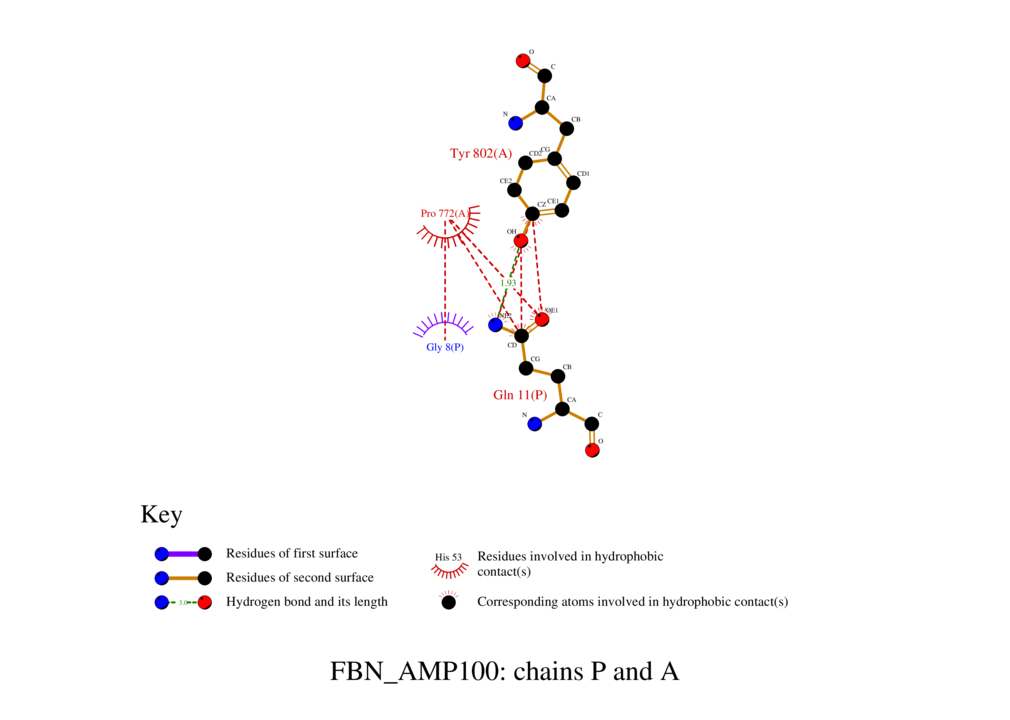 O
C
CA
N
CB
Tyr 802(A)
CD2
CG
CD1
CE2
CZ
CE1
Pro 772(A)
OH
1.93
NE2
OE1
CD
Gly 8(P)
CG
CB
Gln 11(P)
CA
N
C
O
Key
Residues of first surface
Residues of second surface
3.0
Hydrogen bond and its length
His 53
Residues involved in hydrophobic
contact(s)
Corresponding atoms involved in hydrophobic contact(s)
FBN_AMP100: chains P and A